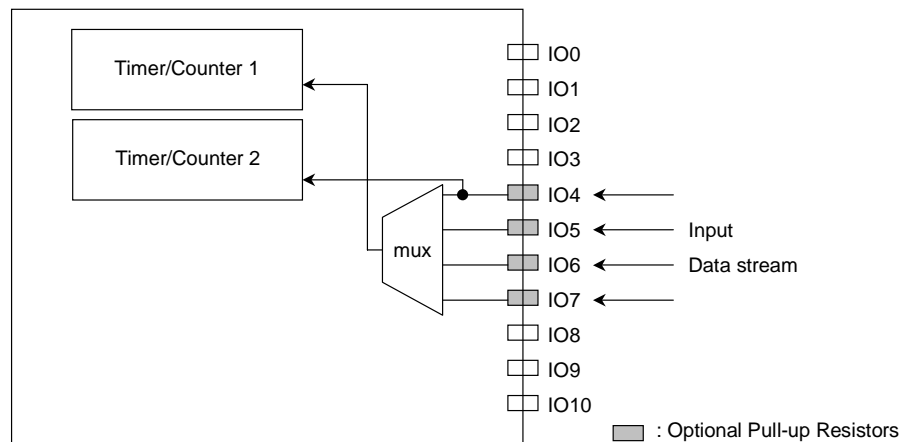 Timer/Counter 1
Timer/Counter 2
mux
IO0
IO1
IO2
IO3
IO4
IO5
Input
IO6
Data stream
IO7
IO8
IO9
IO10
: Optional Pull-up Resistors